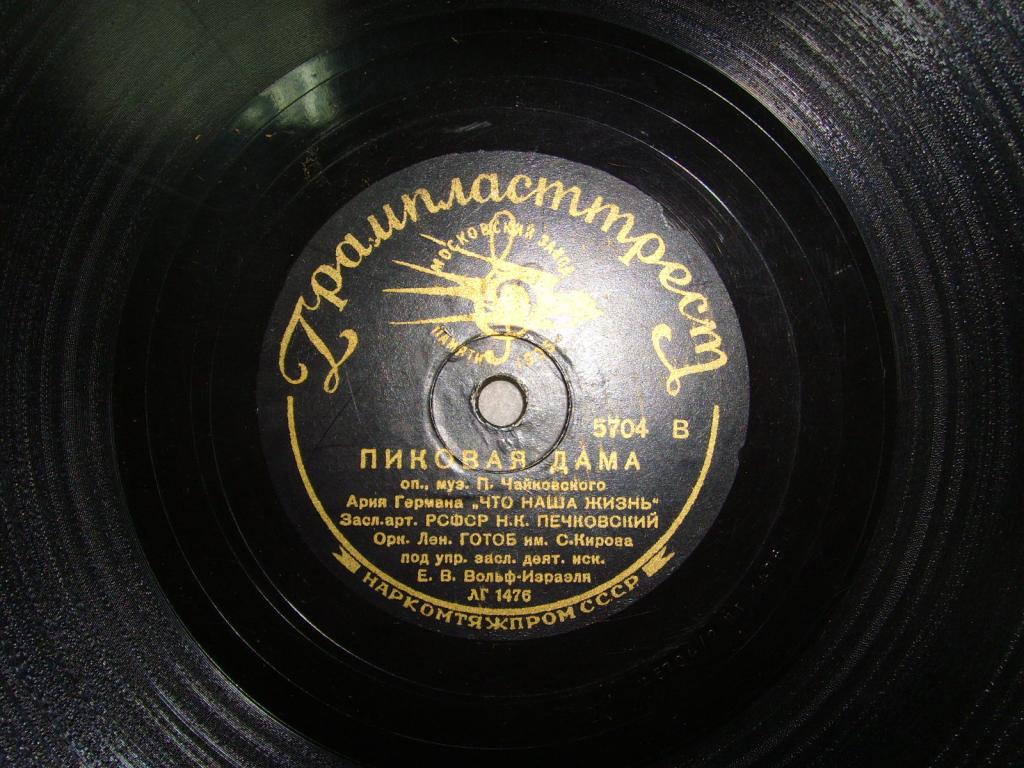 Грампласттрест
МОСКОВСКИЙ ЗАВОД
ПАМЯТИ
5704 В
ПИКОВАЯ ДАМА
оп., муз. П. Чайковского
Ария Германа „ЧТО НАША ЖИЗНЬ"
Засл.арт. РСФСР Н.К. ПЕЧКОВСКИЙ
Орк. Лен. ГОТОБ им. С.Кирова
под упр. засл. деят. иск.
Е. В. Вольф-Израэля
ЛГ 1476
НАРКОМТЯЖПРОМ СССР